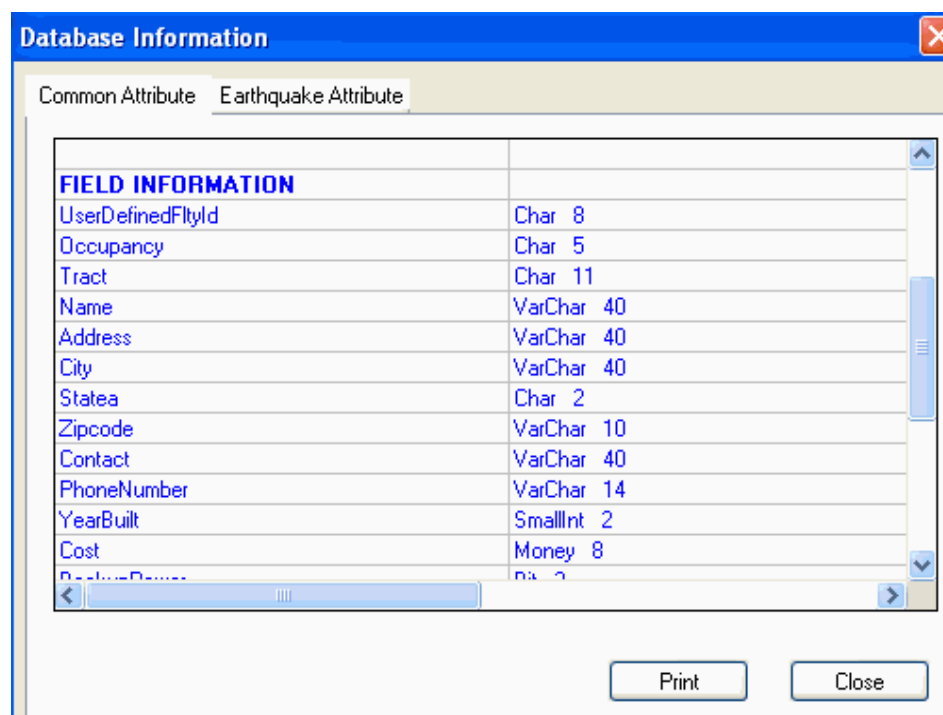 Database Information
Common Attribute Earthquake Attribute
FIELD INFORMATION
UserDefinedFltyId Char 8
Occupancy Char 5
Tract Char 11
Name VarChar 40
Address VarChar 40
City VarChar 40
Statea Char 2
Zipcode VarChar 10
Contact VarChar 40
PhoneNumber VarChar 14
YearBuilt SmallInt 2
Cost Money 8
Print Close